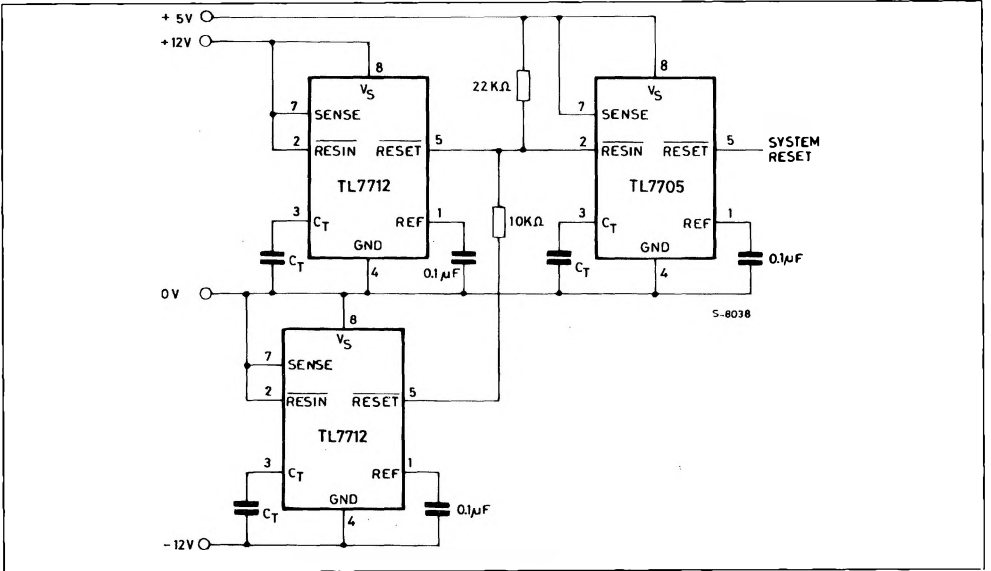 + 5V
+12V
8
VS
7 SENSE
2 RESIN RESET 5
TL7712
3 CT REF 1
GND
4
CT
0.1µF
22KΩ
10KΩ
8
VS
7 SENSE
2 RESIN RESET 5
TL7705
3 CT REF 1
GND
4
CT
0.1µF
SYSTEM
RESET
S-8038
0V
8
VS
7 SENSE
2 RESIN RESET 5
TL7712
3 CT REF 1
GND
4
CT
0.1µF
-12V